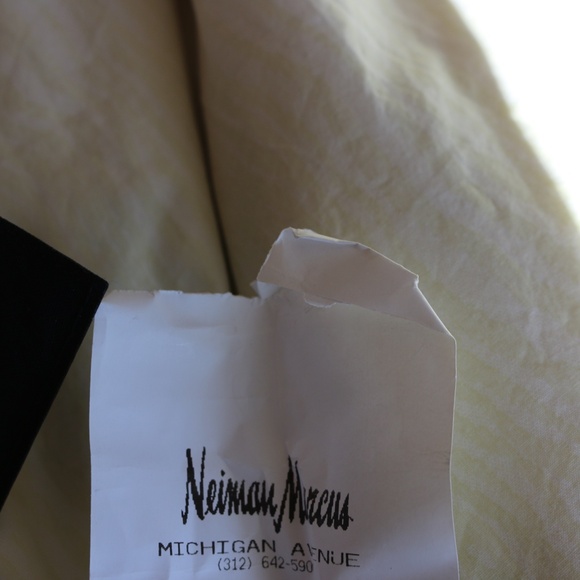 Neiman Marcus
MICHIGAN AVENUE
(312) 642-590